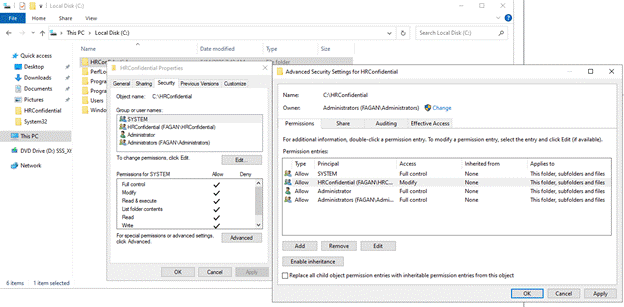 Local Disk (C:)
File
Home
Share
View
This PC > Local Disk (C:)
Search Local Disk (C:)
Name
Date modified
Type
Size
Quick access
Desktop
Downloads
Documents
Pictures
HRConfidential
System32
This PC
DVD Drive (D:) SSS_X6
Network
PerfLo
Progra
Progra
Users
Window
6 items
1 item selected
HRConfidential Properties
General
Sharing
Security
Previous Versions
Customize
Object name: C:\HRConfidential
Group or user names:
SYSTEM
HRConfidential (FAGAN\HRConfidential)
Administrator
Administrators (FAGAN\Administrators)
To change permissions, click Edit.
Edit...
Permissions for SYSTEM
Allow
Deny
Full control
Modify
Read & execute
List folder contents
Read
Write
For special permissions or advanced settings,
click Advanced.
Advanced
OK
Cancel
Apply
Advanced Security Settings for HRConfidential
Name: C:\HRConfidential
Owner: Administrators (FAGAN\Administrators) Change
Permissions
Share
Auditing
Effective Access
For additional information, double-click a permission entry. To modify a permission entry, select the entry and click Edit (if available).
Permission entries:
Type Principal Access Inherited from Applies to
Allow SYSTEM Full control None This folder, subfolders and files
Allow HRConfidential (FAGAN\HRC... Modify None This folder, subfolders and files
Allow Administrator Full control None This folder, subfolders and files
Allow Administrators (FAGAN\Admi... Full control None This folder, subfolders and files
Add
Remove
Edit
Enable inheritance
Replace all child object permission entries with inheritable permission entries from this object
OK
Cancel
Apply